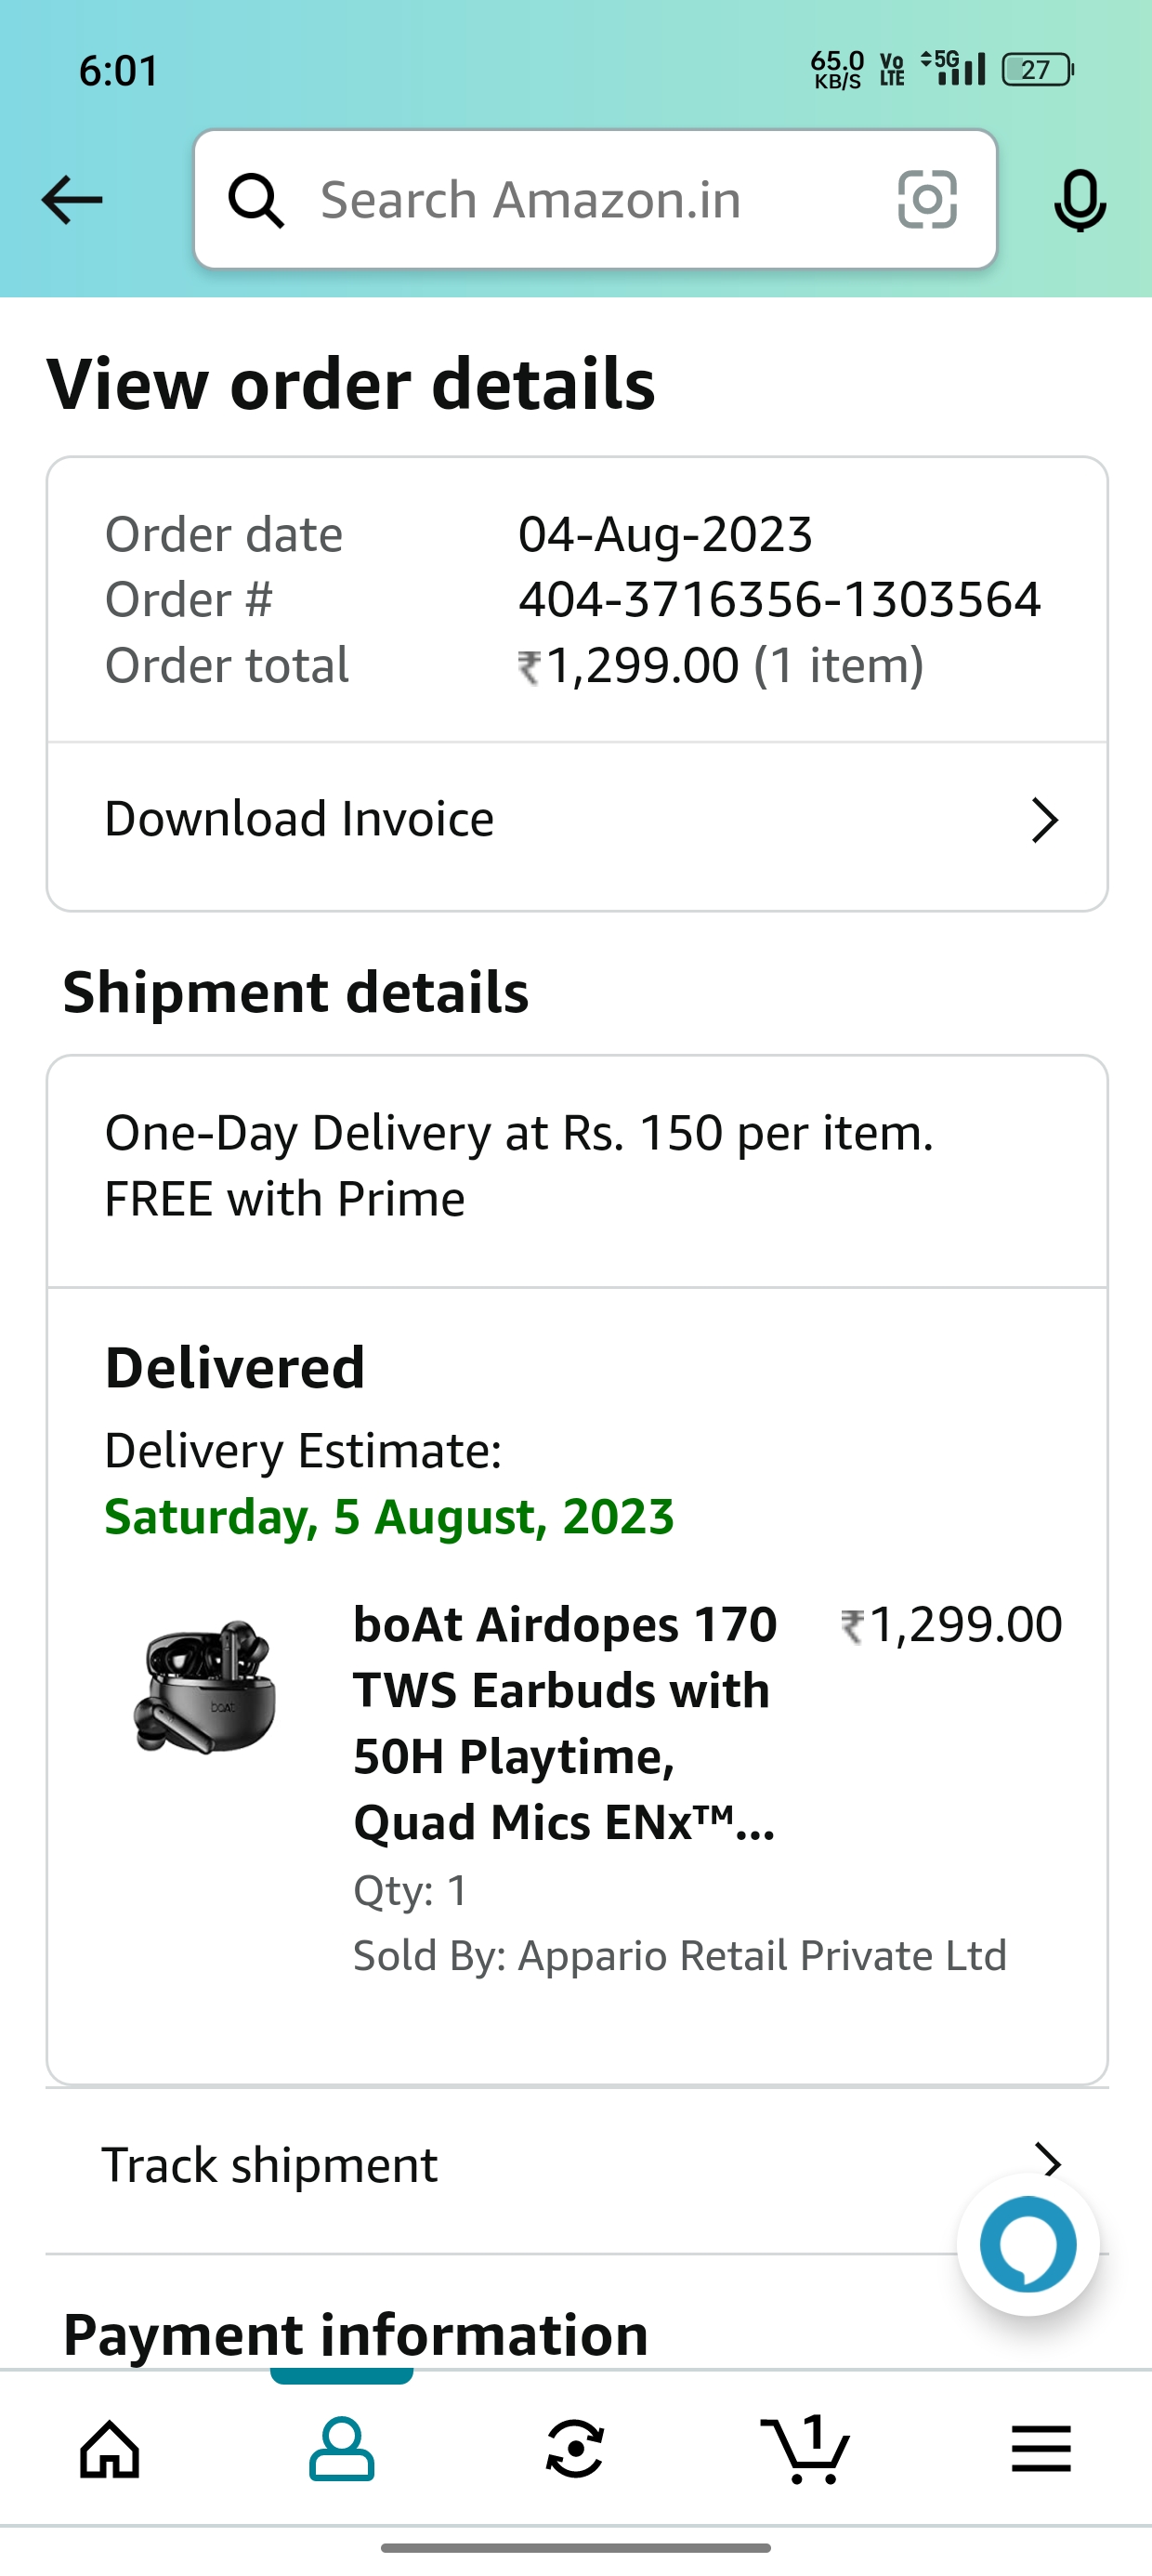 6:01
65.0 KB/S Vo LTE 5G 27
Search Amazon.in
View order details
Order date 04-Aug-2023
Order # 404-3716356-1303564
Order total ₹1,299.00 (1 item)
Download Invoice
Shipment details
One-Day Delivery at Rs. 150 per item.
FREE with Prime
Delivered
Delivery Estimate:
Saturday, 5 August, 2023
boAt Airdopes 170 ₹1,299.00
TWS Earbuds with
50H Playtime,
Quad Mics ENx™...
Qty: 1
Sold By: Appario Retail Private Ltd
boAt
Track shipment
Payment information
1